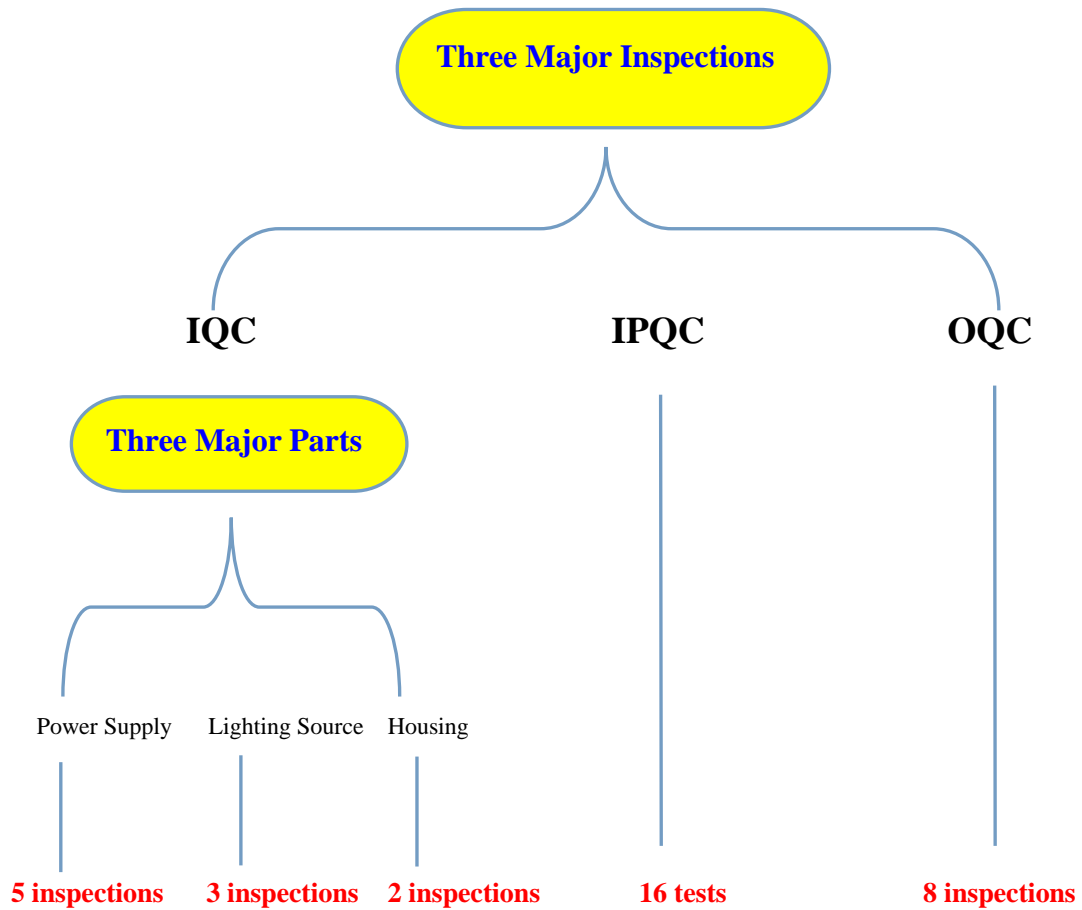 Three Major Inspections
IQC IPQC OQC
Three Major Parts
Power Supply Lighting Source Housing
5 inspections 3 inspections 2 inspections 16 tests 8 inspections